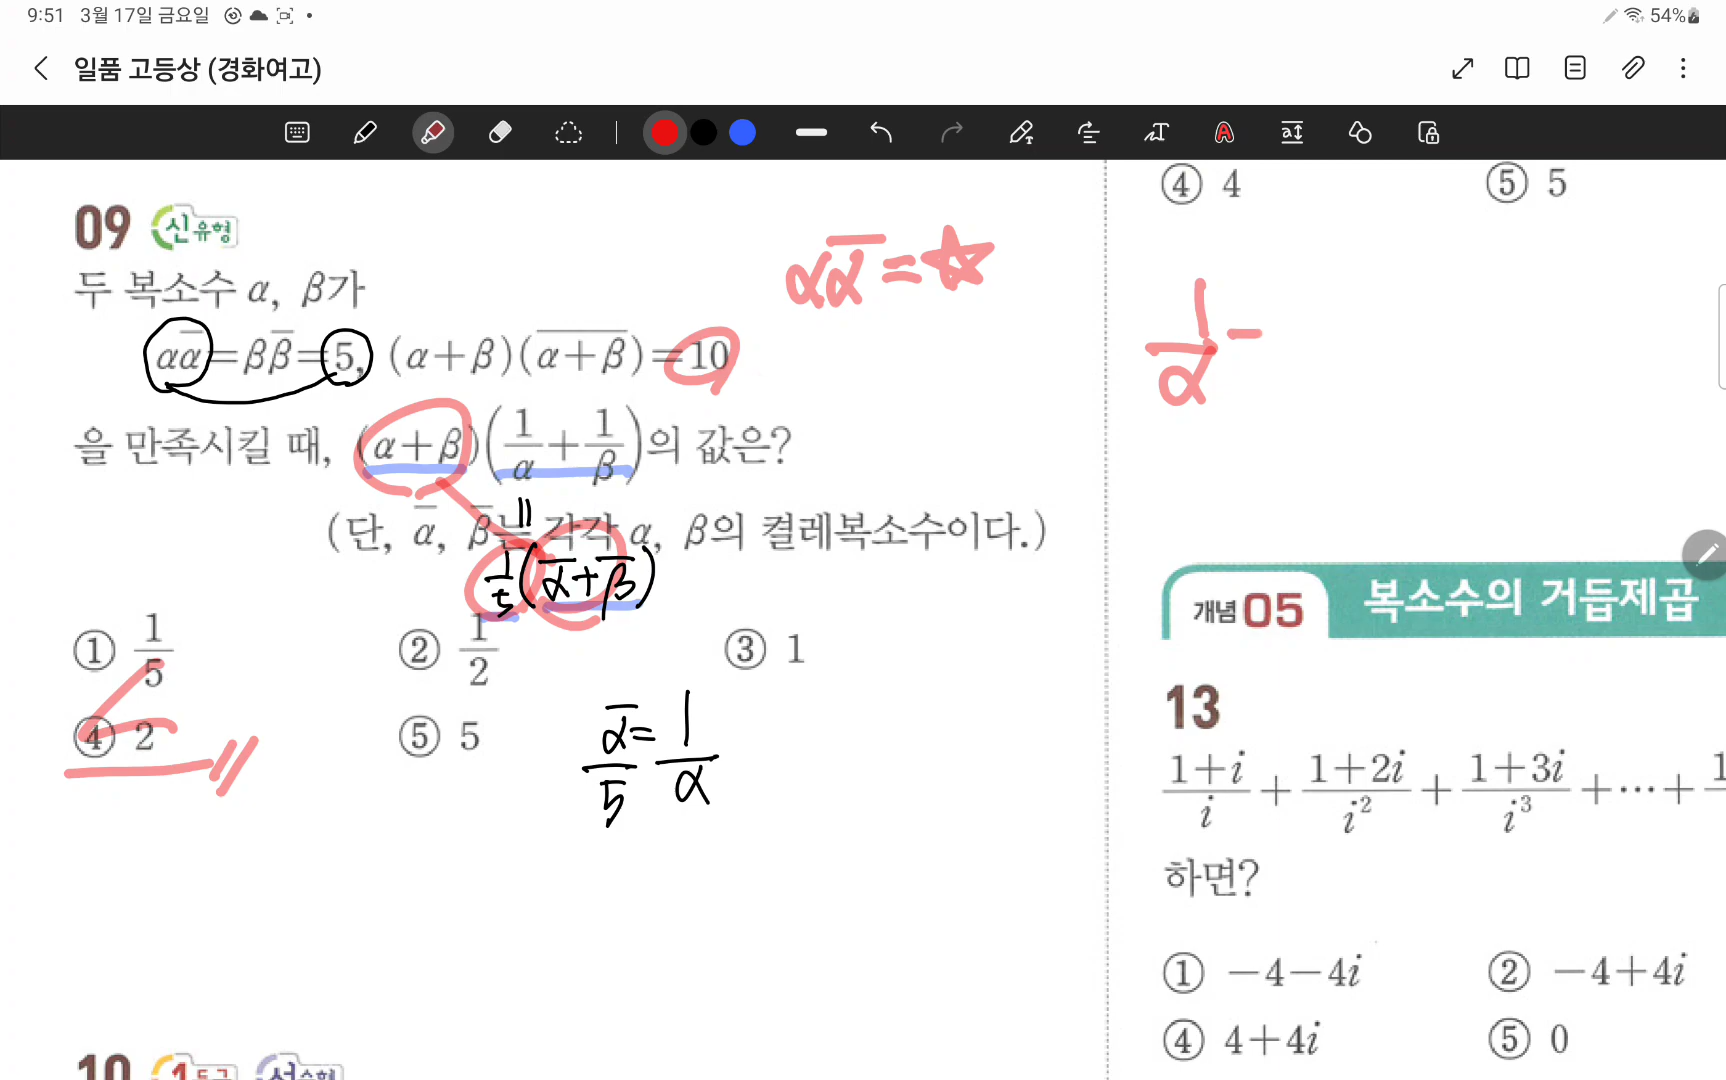 9:51 3월 17일 금요일
54%
일품 고등상 (경화여고)
09 신유형
두 복소수 α, β가
αᾱ=ββ̄=5, (α+β)(α+β)‾=10
을 만족시킬 때, (α+β)(1/α+1/β)의 값은?
(단, ᾱ, β̄는 각각 α, β의 켤레복소수이다.)
=
1/5(ᾱ+β̄)
① 1/5 ② 1/2 ③ 1
④ 2 ⑤ 5
αᾱ=☆
ᾱ/5=1/α
10
④ 4 ⑤ 5
1/α -
개념 05 복소수의 거듭제곱
13
(1+i)/i + (1+2i)/i² + (1+3i)/i³ + ⋯ +
하면?
① -4-4i ② -4+4i
④ 4+4i ⑤ 0